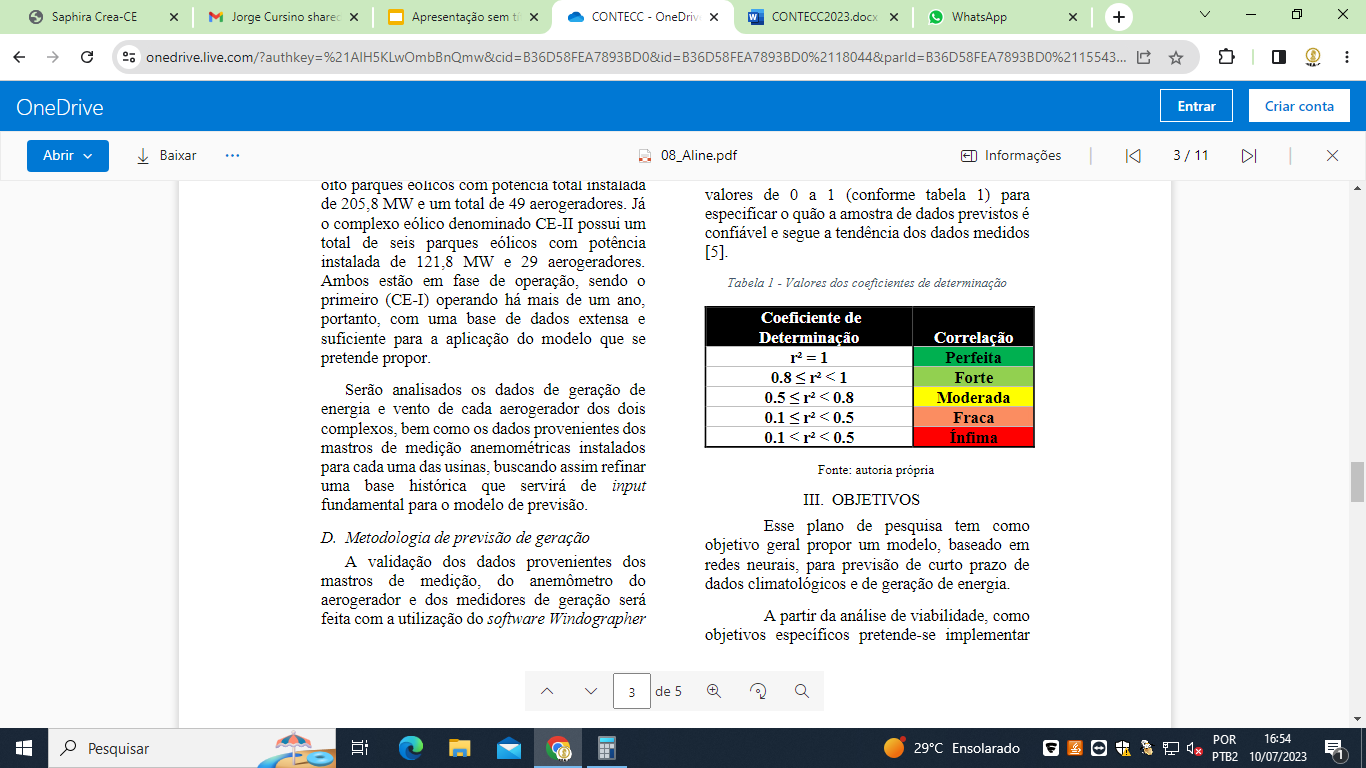 Saphira Crea-CE
Jorge Cursino shared
Apresentação sem tí
CONTECC - OneDriv
CONTECC2023.docx
WhatsApp
onedrive.live.com/?authkey=%21AIH5KLwOmbBnQmw&cid=B36D58FEA7893BD0&id=B36D58FEA7893BD0%2118044&parId=B36D58FEA7893BD0%2115543...
OneDrive
Entrar
Criar conta
Abrir
Baixar
08_Aline.pdf
Informações
3 / 11
oito parques eólicos com potência total instalada
de 205,8 MW e um total de 49 aerogeradores. Já
o complexo eólico denominado CE-II possui um
total de seis parques eólicos com potência
instalada de 121,8 MW e 29 aerogeradores.
Ambos estão em fase de operação, sendo o
primeiro (CE-I) operando há mais de um ano,
portanto, com uma base de dados extensa e
suficiente para a aplicação do modelo que se
pretende propor.
Serão analisados os dados de geração de
energia e vento de cada aerogerador dos dois
complexos, bem como os dados provenientes dos
mastros de medição anemométricas instalados
para cada uma das usinas, buscando assim refinar
uma base histórica que servirá de input
fundamental para o modelo de previsão.
D. Metodologia de previsão de geração
A validação dos dados provenientes dos
mastros de medição, do anemômetro do
aerogerador e dos medidores de geração será
feita com a utilização do software Windographer
valores de 0 a 1 (conforme tabela 1) para
especificar o quão a amostra de dados previstos é
confiável e segue a tendência dos dados medidos
[5].
Tabela 1 - Valores dos coeficientes de determinação
Coeficiente de
Determinação
Correlação
r² = 1
Perfeita
0.8 ≤ r² < 1
Forte
0.5 ≤ r² < 0.8
Moderada
0.1 ≤ r² < 0.5
Fraca
0.1 < r² < 0.5
Ínfima
Fonte: autoria própria
III. OBJETIVOS
Esse plano de pesquisa tem como
objetivo geral propor um modelo, baseado em
redes neurais, para previsão de curto prazo de
dados climatológicos e de geração de energia.
A partir da análise de viabilidade, como
objetivos específicos pretende-se implementar
3 de 5
Pesquisar
29°C Ensolarado
POR
PTB2
16:54
10/07/2023
1